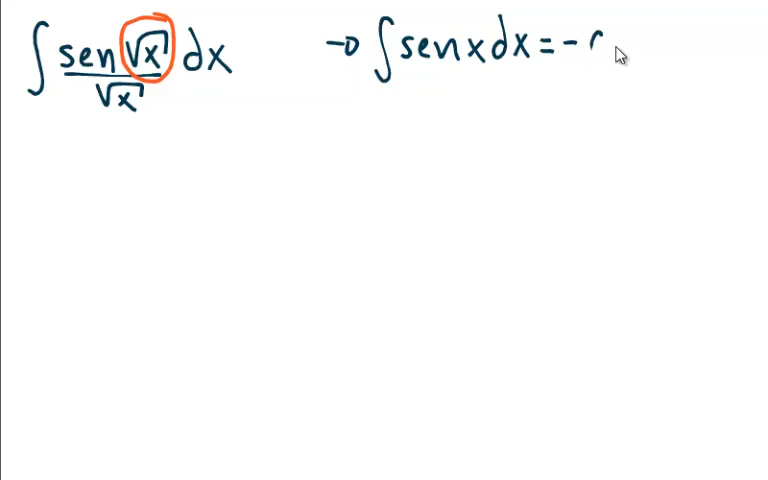 ∫ sen √x / √x dx → ∫ sen x dx = -